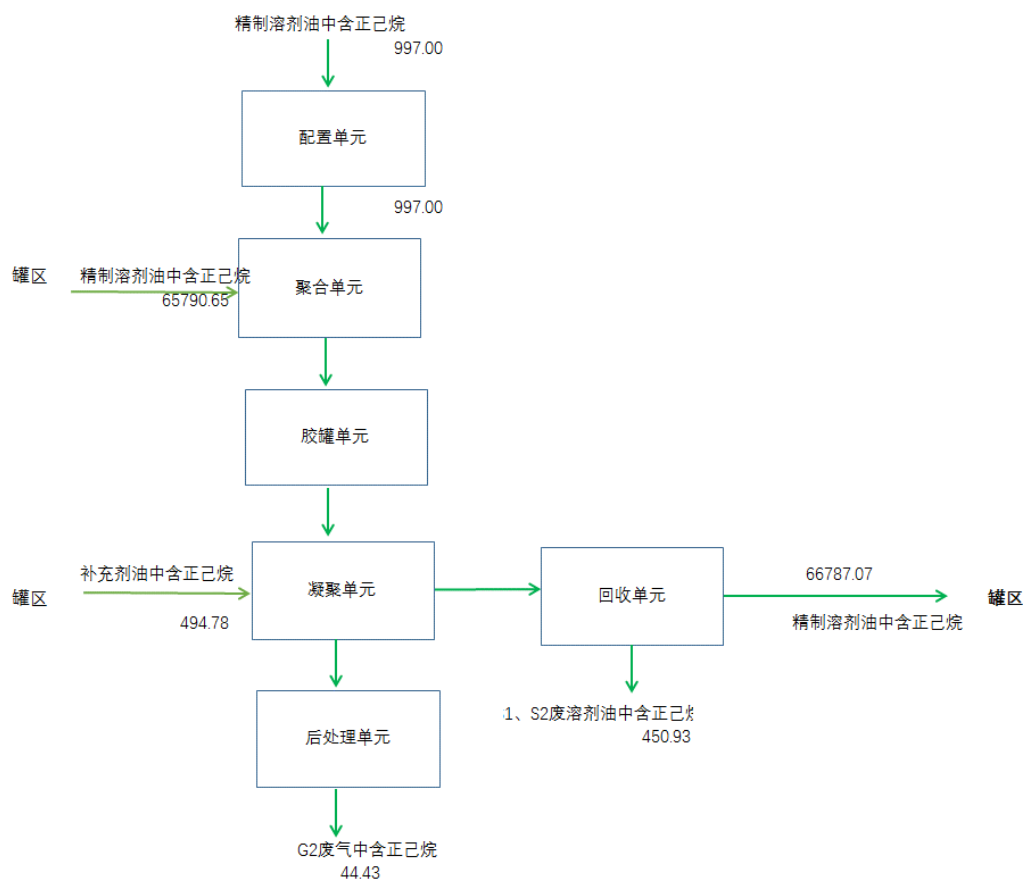 精制溶剂油中含正己烷
997.00
配置单元
997.00
罐区
精制溶剂油中含正己烷
65790.65
聚合单元
胶罐单元
罐区
补充剂油中含正己烷
494.78
凝聚单元
回收单元
66787.07
精制溶剂油中含正己烷
罐区
后处理单元
1、S2废溶剂油中含正己烷
450.93
G2废气中含正己烷
44.43